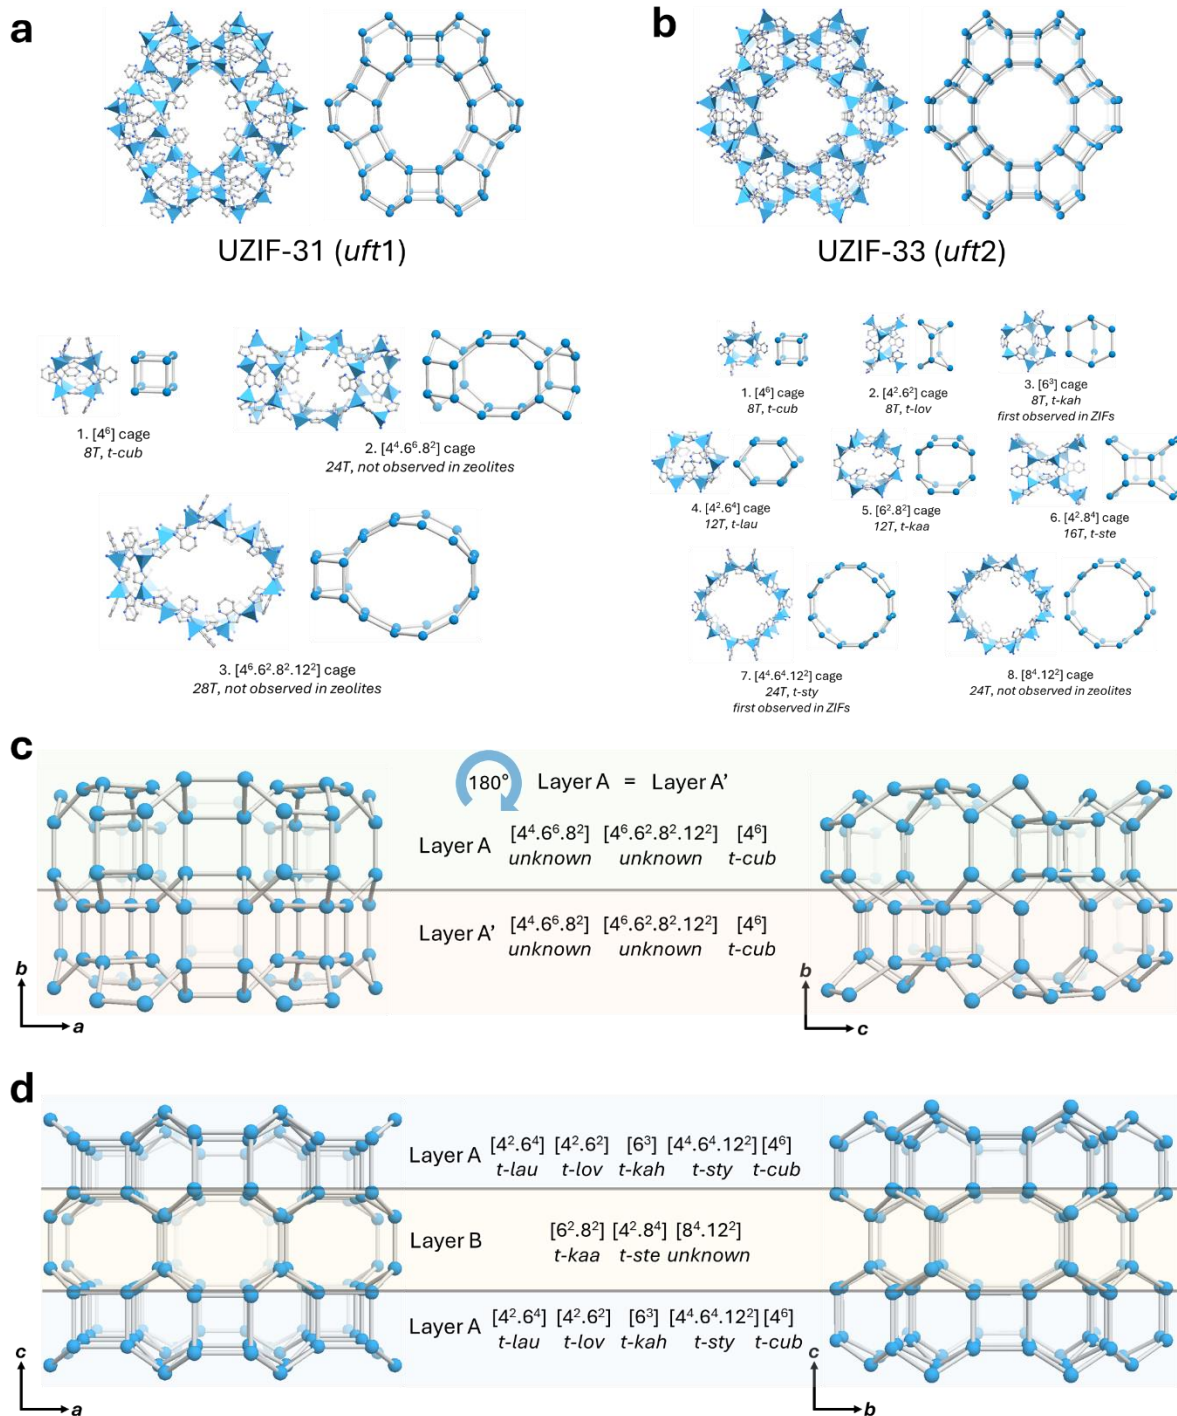 a
UZIF-31 (uft1)
1. [4⁶] cage
8T, t-cub
2. [4⁴.6⁶.8²] cage
24T, not observed in zeolites
3. [4⁶.6².8².12²] cage
28T, not observed in zeolites
b
UZIF-33 (uft2)
1. [4⁶] cage
8T, t-cub
2. [4².6²] cage
8T, t-lov
3. [6³] cage
8T, t-kah
first observed in ZIFs
4. [4².6⁴] cage
12T, t-lau
5. [6².8²] cage
12T, t-kaa
6. [4².8⁴] cage
16T, t-ste
7. [4⁴.6⁴.12²] cage
24T, t-sty
first observed in ZIFs
8. [8⁴.12²] cage
24T, not observed in zeolites
c
180° Layer A = Layer A’
Layer A [4⁴.6⁶.8²] [4⁶.6².8².12²] [4⁶]
unknown unknown t-cub
Layer A’ [4⁴.6⁶.8²] [4⁶.6².8².12²] [4⁶]
unknown unknown t-cub
b
a
b
c
d
Layer A [4².6⁴] [4².6²] [6³] [4⁴.6⁴.12²] [4⁶]
t-lau t-lov t-kah t-sty t-cub
Layer B [6².8²] [4².8⁴] [8⁴.12²]
t-kaa t-ste unknown
Layer A [4².6⁴] [4².6²] [6³] [4⁴.6⁴.12²] [4⁶]
t-lau t-lov t-kah t-sty t-cub
c
a
c
b